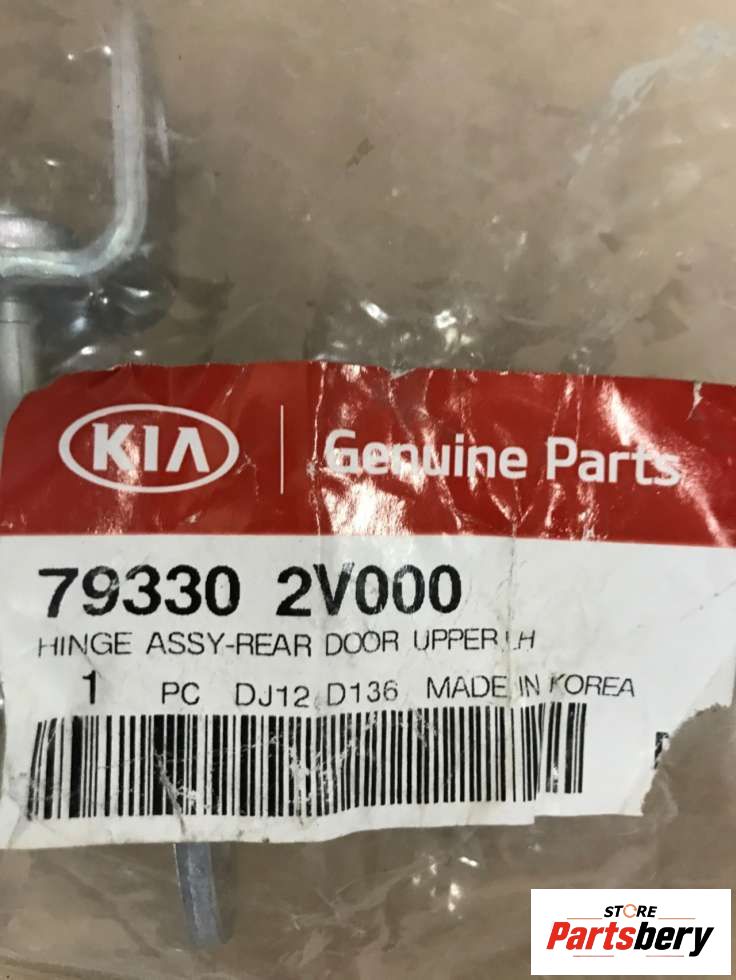 KIA Genuine Parts
79330 2V000
HINGE ASSY-REAR DOOR UPPER,LH
1 PC DJ12 D136 MADE IN KOREA
STORE
Partsbery